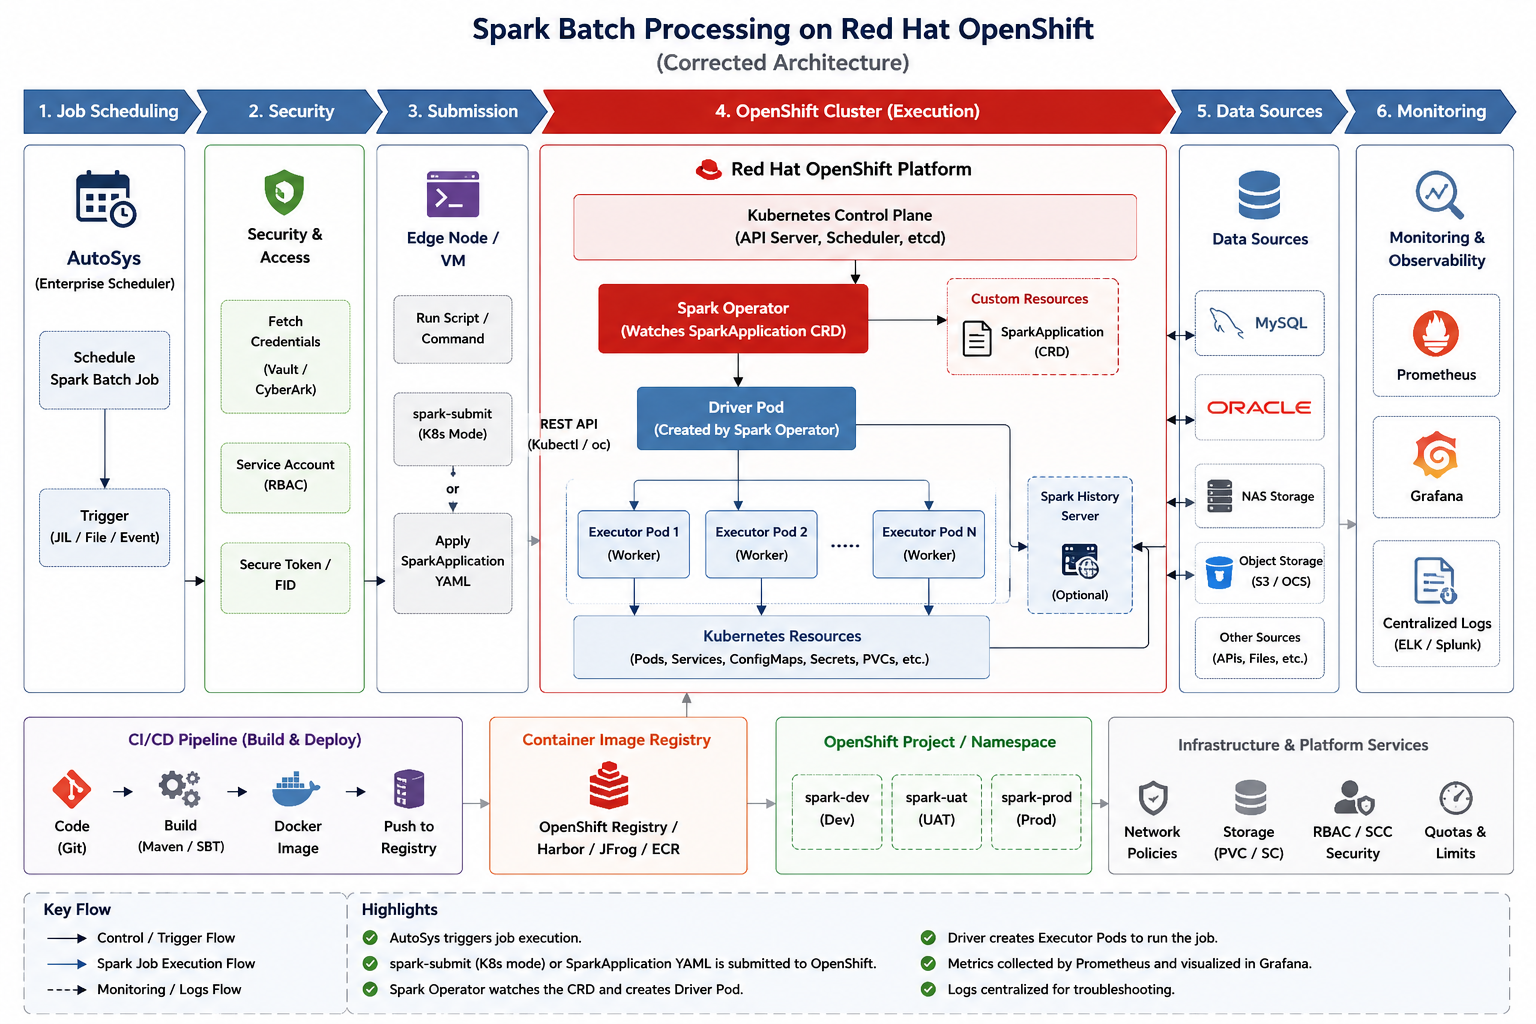 Spark Batch Processing on Red Hat OpenShift
(Corrected Architecture)
1. Job Scheduling
2. Security
3. Submission
4. OpenShift Cluster (Execution)
5. Data Sources
6. Monitoring
AutoSys
(Enterprise Scheduler)
Schedule
Spark Batch Job
Trigger
(JIL / File / Event)
Security &
Access
Fetch
Credentials
(Vault /
CyberArk)
Service Account
(RBAC)
Secure Token /
FID
Edge Node /
VM
Run Script /
Command
spark-submit
(K8s Mode)
or
Apply
SparkApplication
YAML
REST API
(Kubectl / oc)
Red Hat OpenShift Platform
Kubernetes Control Plane
(API Server, Scheduler, etcd)
Spark Operator
(Watches SparkApplication CRD)
Custom Resources
SparkApplication
(CRD)
Driver Pod
(Created by Spark Operator)
Executor Pod 1
(Worker)
Executor Pod 2
(Worker)
.....
Executor Pod N
(Worker)
Spark History
Server
(Optional)
Kubernetes Resources
(Pods, Services, ConfigMaps, Secrets, PVCs, etc.)
Data Sources
MySQL
ORACLE
NAS Storage
Object Storage
(S3 / OCS)
Other Sources
(APIs, Files, etc.)
Monitoring &
Observability
Prometheus
Grafana
Centralized Logs
(ELK / Splunk)
CI/CD Pipeline (Build & Deploy)
Code
(Git)
Build
(Maven / SBT)
Docker
Image
Push to
Registry
Container Image Registry
OpenShift Registry /
Harbor / JFrog / ECR
OpenShift Project / Namespace
spark-dev
(Dev)
spark-uat
(UAT)
spark-prod
(Prod)
Infrastructure & Platform Services
Network
Policies
Storage
(PVC / SC)
RBAC / SCC
Security
Quotas &
Limits
Key Flow
Control / Trigger Flow
Spark Job Execution Flow
Monitoring / Logs Flow
Highlights
AutoSys triggers job execution.
spark-submit (K8s mode) or SparkApplication YAML is submitted to OpenShift.
Spark Operator watches the CRD and creates Driver Pod.
Driver creates Executor Pods to run the job.
Metrics collected by Prometheus and visualized in Grafana.
Logs centralized for troubleshooting.